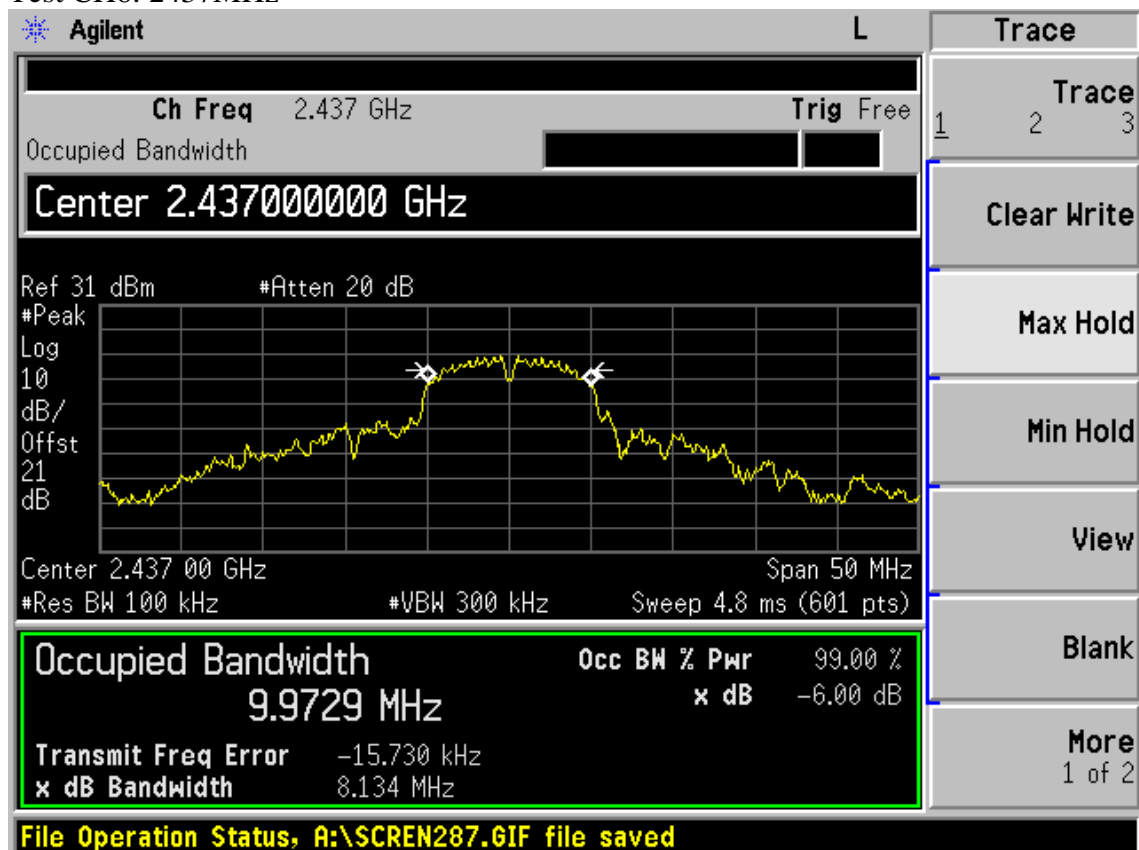 Agilent L Trace
Ch Freq 2.437 GHz Trig Free
Occupied Bandwidth
Center 2.437000000 GHz
Ref 31 dBm #Atten 20 dB
#Peak
Log
10
dB/
Offst
21
dB
Center 2.437 00 GHz Span 50 MHz
#Res BW 100 kHz #VBW 300 kHz Sweep 4.8 ms (601 pts)
Occupied Bandwidth Occ BW % Pwr 99.00 %
9.9729 MHz x dB -6.00 dB
Transmit Freq Error -15.730 kHz
x dB Bandwidth 8.134 MHz
File Operation Status, A:\SCREN287.GIF file saved
Trace
1 2 3
Clear Write
Max Hold
Min Hold
View
Blank
More
1 of 2